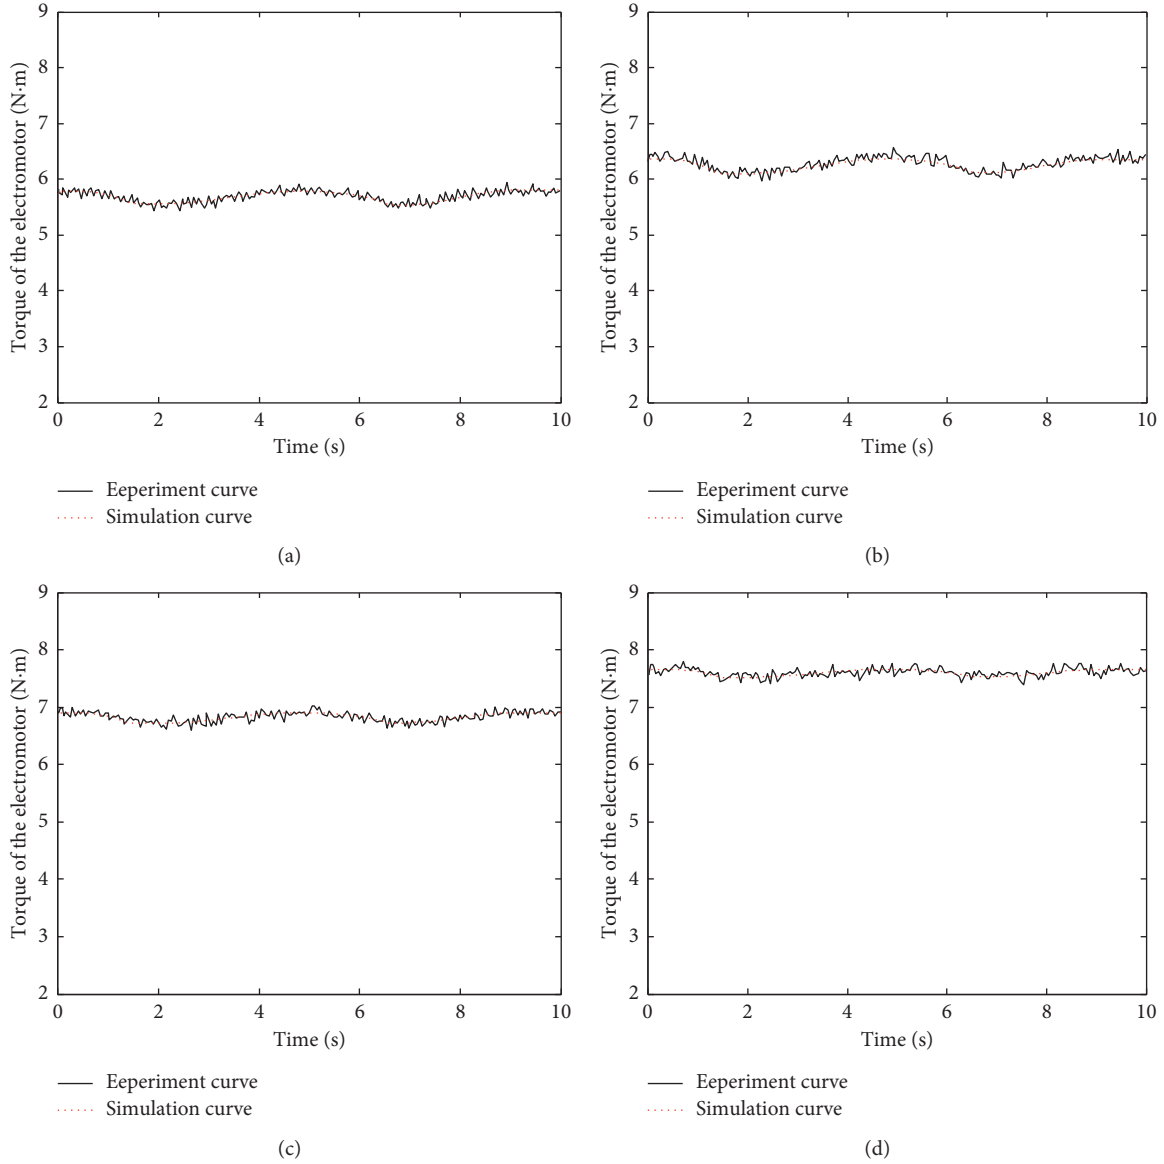 9
8
7
6
5
4
3
2
Torque of the electromotor (N·m)
0 2 4 6 8 10
Time (s)
Eeperiment curve
Simulation curve
(a)
9
8
7
6
5
4
3
2
Torque of the electromotor (N·m)
0 2 4 6 8 10
Time (s)
Experiment curve
Simulation curve
(b)
9
8
7
6
5
4
3
2
Torque of the electromotor (N·m)
0 2 4 6 8 10
Time (s)
Eeperiment curve
Simulation curve
(c)
9
8
7
6
5
4
3
2
Torque of the electromotor (N·m)
0 2 4 6 8 10
Time (s)
Experiment curve
Simulation curve
(d)